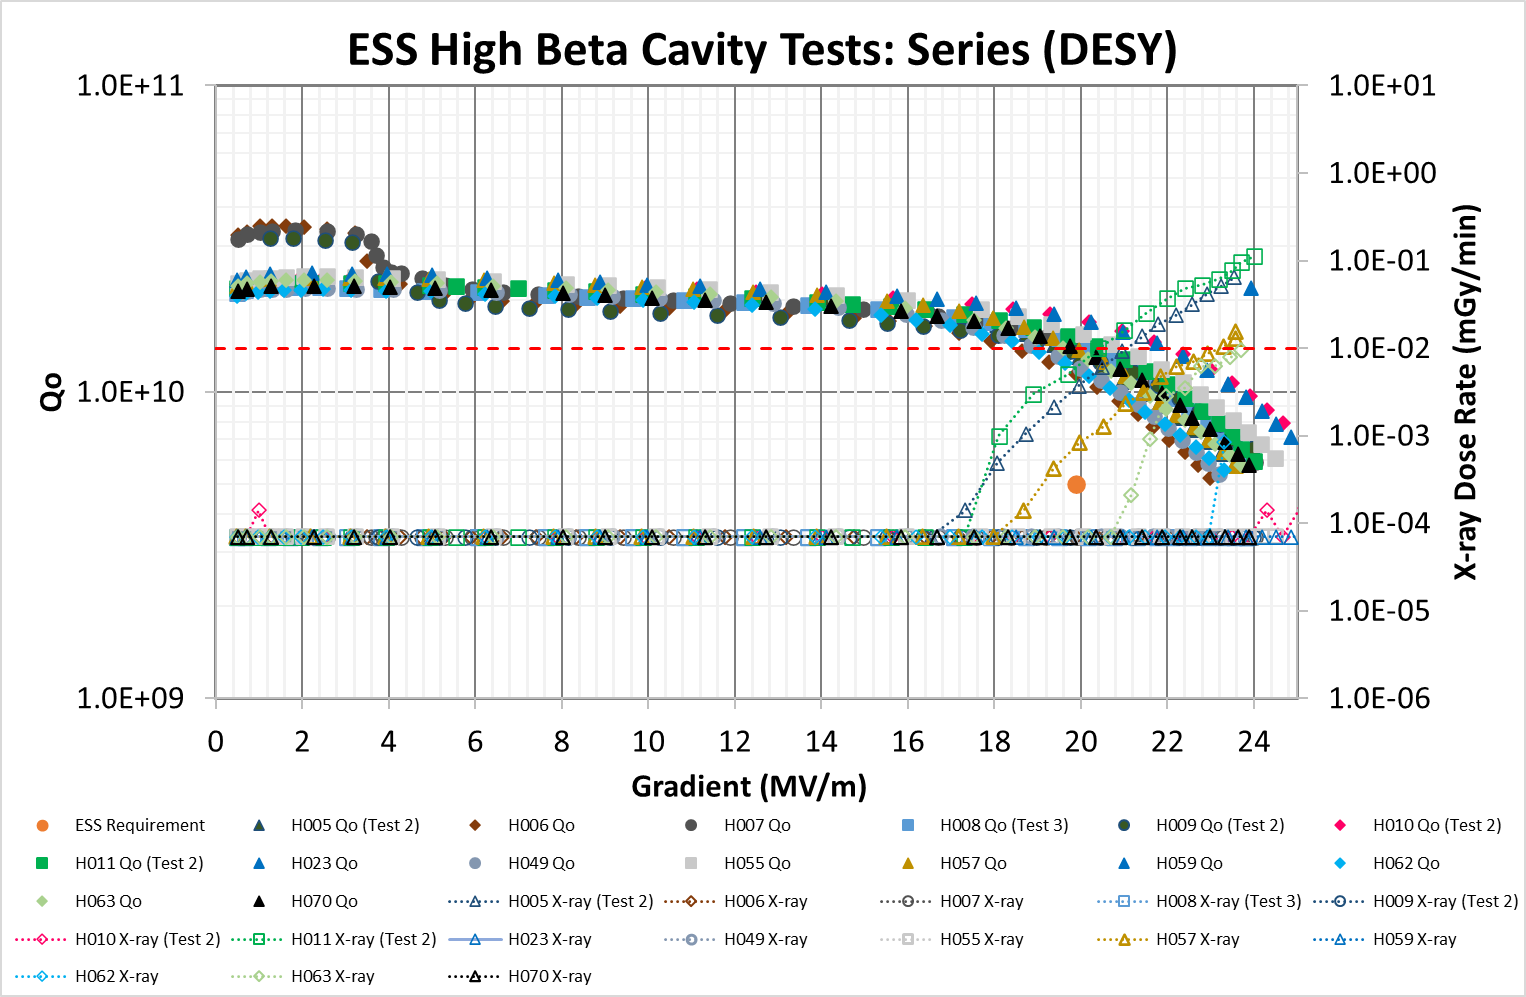 ESS High Beta Cavity Tests: Series (DESY)
1.0E+11
1.0E+10
1.0E+09
Qo
1.0E+01
1.0E+00
1.0E-01
1.0E-02
1.0E-03
1.0E-04
1.0E-05
1.0E-06
X-ray Dose Rate (mGy/min)
0 2 4 6 8 10 12 14 16 18 20 22 24
Gradient (MV/m)
ESS Requirement H005 Qo (Test 2) H006 Qo H007 Qo H008 Qo (Test 3) H009 Qo (Test 2) H010 Qo (Test 2)
H011 Qo (Test 2) H023 Qo H049 Qo H055 Qo H057 Qo H059 Qo H062 Qo
H063 Qo H070 Qo H005 X-ray (Test 2) H006 X-ray H007 X-ray H008 X-ray (Test 3) H009 X-ray (Test 2)
H010 X-ray (Test 2) H011 X-ray (Test 2) H023 X-ray H049 X-ray H055 X-ray H057 X-ray H059 X-ray
H062 X-ray H063 X-ray H070 X-ray